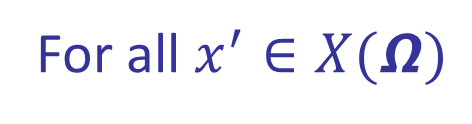 For all x′ ∈ X(Ω)